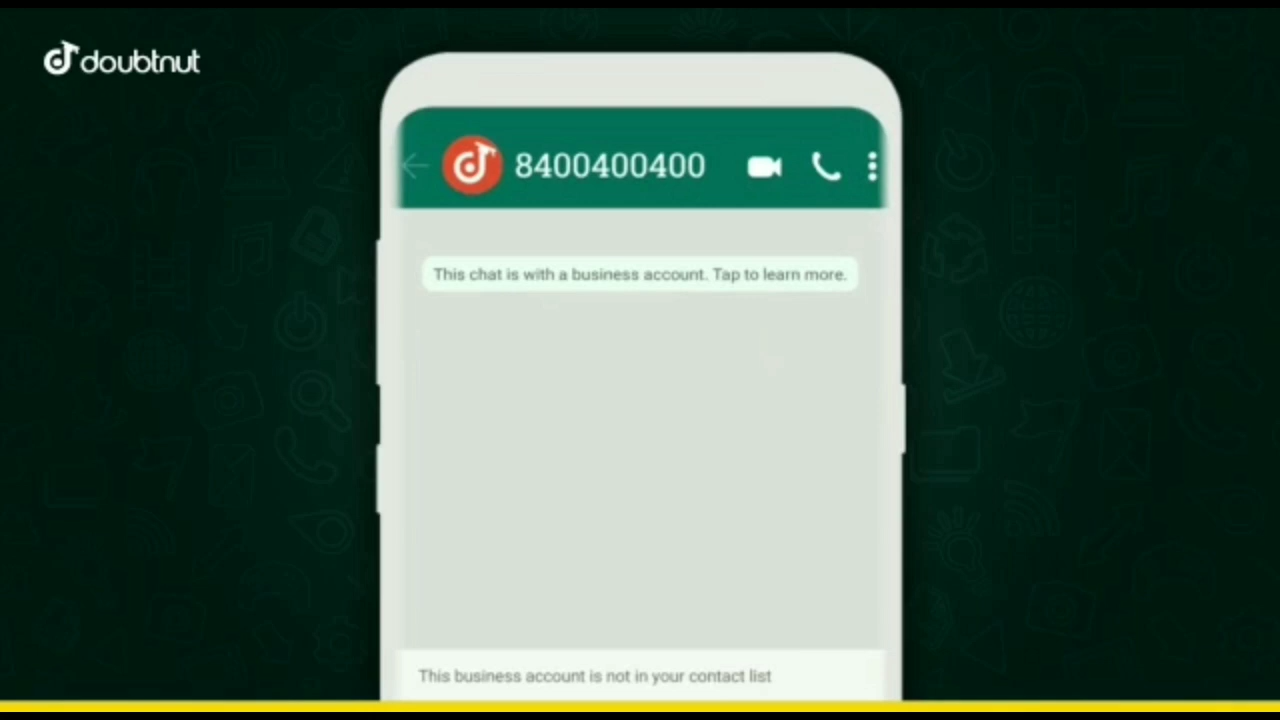 doubtnut
8400400400
This chat is with a business account. Tap to learn more.
This business account is not in your contact list